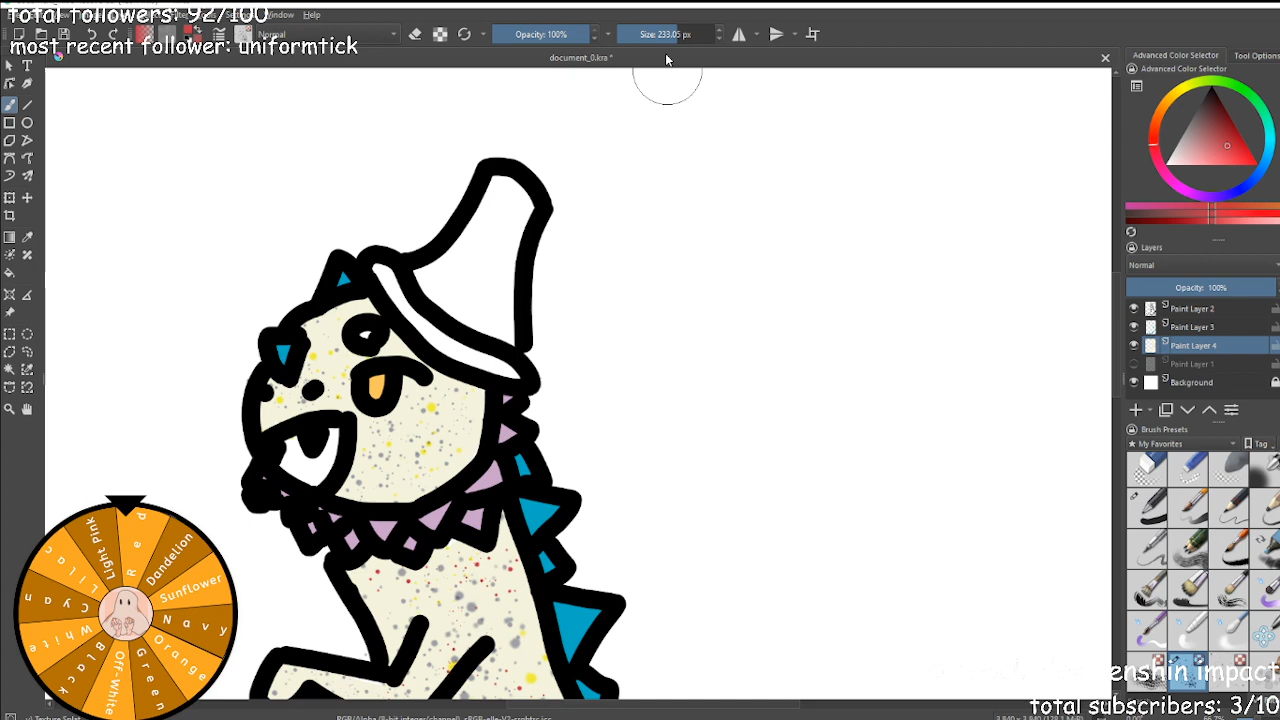 total followers: 92/100
most recent follower: uniformtick
Window
Help
Normal
Opacity: 100%
Size: 233.05 px
document_0.kra *
Advanced Color Selector
Tool Options
Advanced Color Selector
Layers
Normal
Opacity: 100%
Paint Layer 2
Paint Layer 3
Paint Layer 4
Paint Layer 1
Background
Brush Presets
My Favorites
Tag
Red
Dandelion
Sunflower
Navy
Orange
Green
Off-White
Black
White
Cyan
Lilac
Light Pink
enshin impact
total subscribers: 3/10